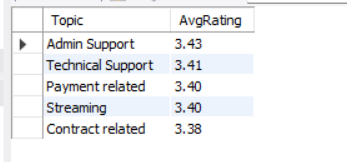 Topic AvgRating
Admin Support 3.43
Technical Support 3.41
Payment related 3.40
Streaming 3.40
Contract related 3.38